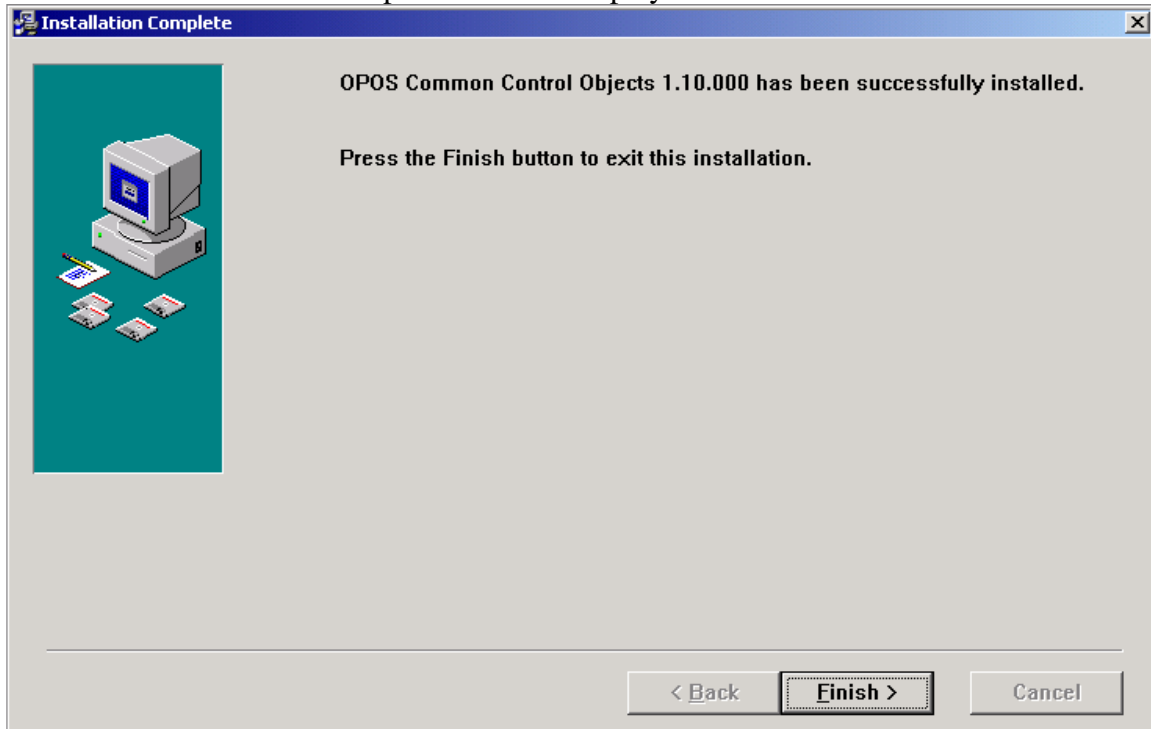 Installation Complete
OPOS Common Control Objects 1.10.000 has been successfully installed.
Press the Finish button to exit this installation.
< Back
Finish >
Cancel